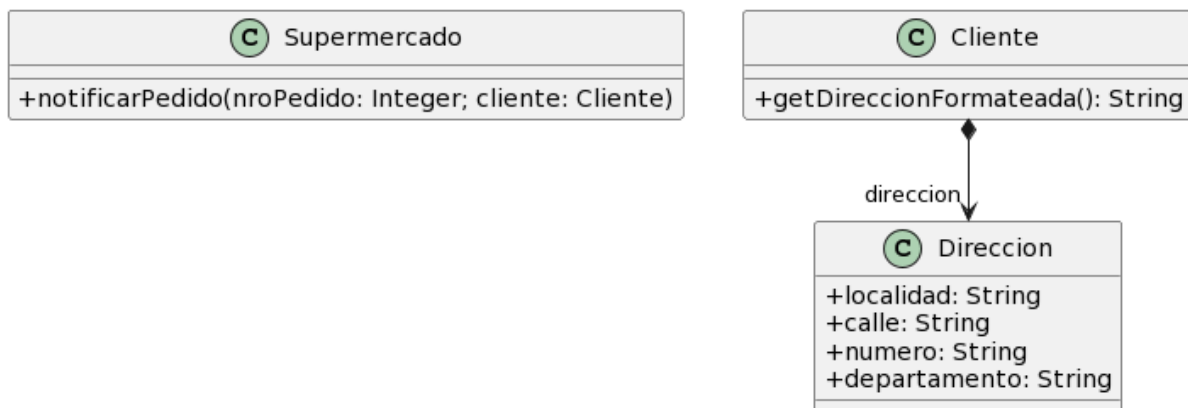 C Supermercado
+notificarPedido(nroPedido: Integer; cliente: Cliente)
C Cliente
+getDireccionFormateada(): String
direccion
C Direccion
+localidad: String
+calle: String
+numero: String
+departamento: String